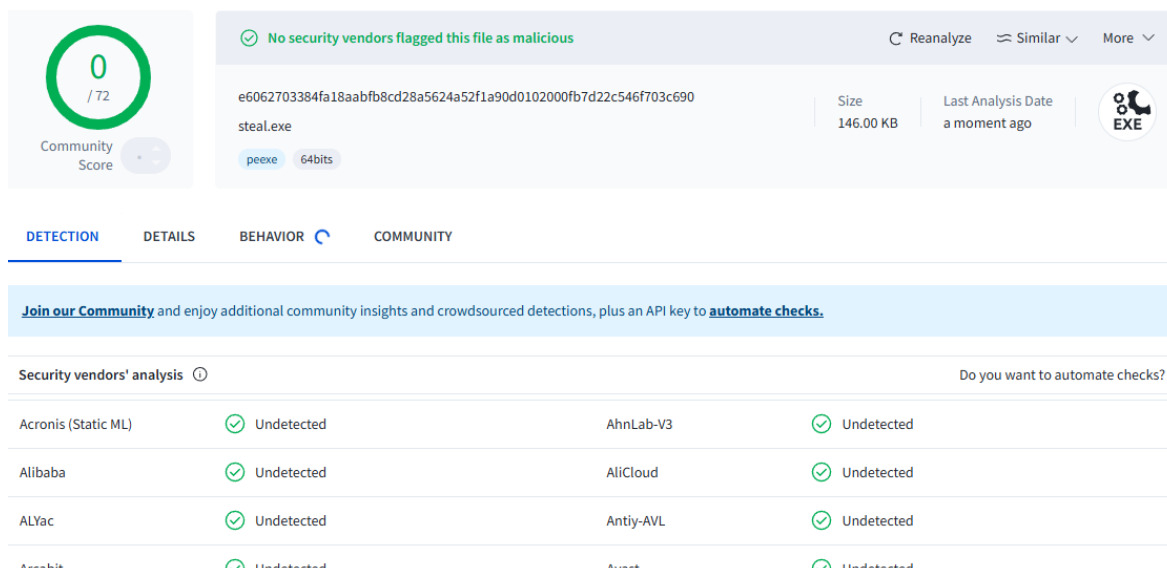 0
/ 72
Community
Score
No security vendors flagged this file as malicious
Reanalyze
Similar
More
e6062703384fa18aabfb8cd28a5624a52f1a90d0102000fb7d22c546f703c690
steal.exe
peexe
64bits
Size
146.00 KB
Last Analysis Date
a moment ago
EXE
DETECTION
DETAILS
BEHAVIOR
COMMUNITY
Join our Community and enjoy additional community insights and crowdsourced detections, plus an API key to automate checks.
Security vendors' analysis
Do you want to automate checks?
Acronis (Static ML)
Undetected
AhnLab-V3
Undetected
Alibaba
Undetected
AliCloud
Undetected
ALYac
Undetected
Antiy-AVL
Undetected
Arcabit
Undetected
Avast
Undetected